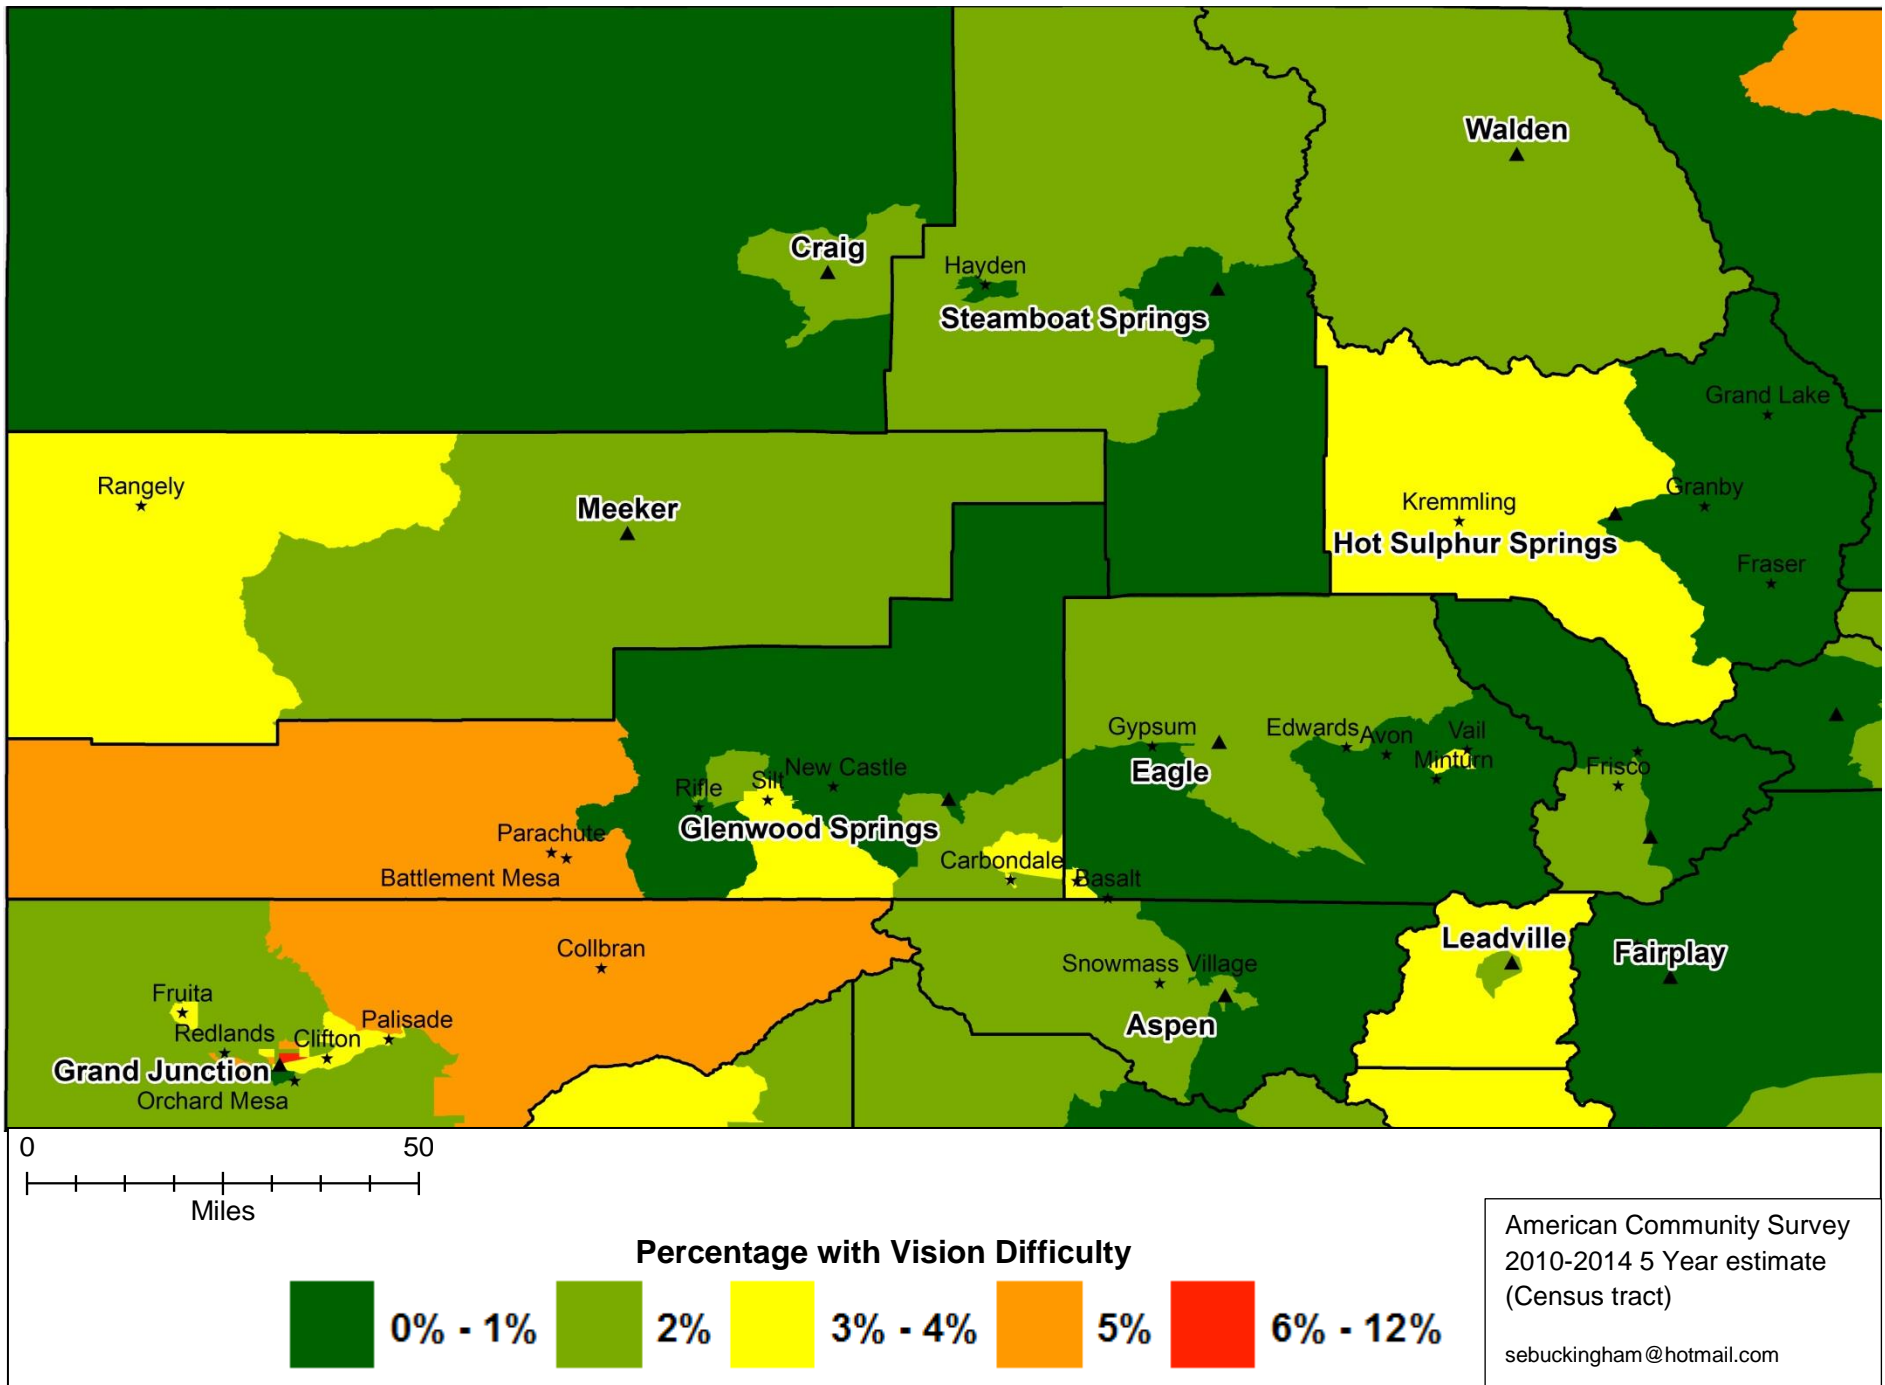 Walden
Craig
Hayden
Steamboat Springs
Grand Lake
Rangely
Meeker
Kremmling
Granby
Hot Sulphur Springs
Fraser
Gypsum
Edwards
Avon
Vail
Eagle
Minturn
Frisco
Rifle
Silt
New Castle
Glenwood Springs
Parachute
Battlement Mesa
Carbondale
Basalt
Collbran
Snowmass Village
Leadville
Fairplay
Fruita
Redlands
Clifton
Palisade
Aspen
Grand Junction
Orchard Mesa
0 50
Miles
Percentage with Vision Difficulty
0% - 1% 2% 3% - 4% 5% 6% - 12%
American Community Survey
2010-2014 5 Year estimate
(Census tract)
sebuckingham@hotmail.com